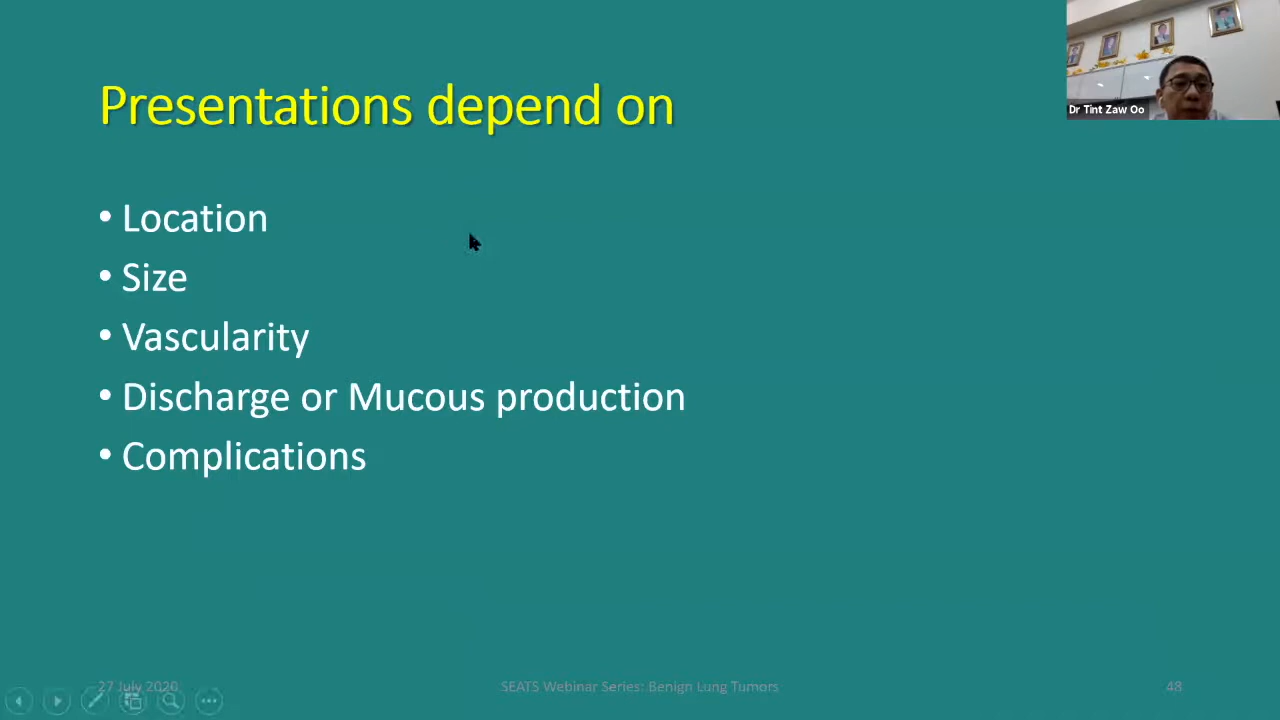 Presentations depend on
Dr Tint Zaw Oo
• Location
• Size
• Vascularity
• Discharge or Mucous production
• Complications
27 July 2020
SEATS Webinar Series: Benign Lung Tumors
48